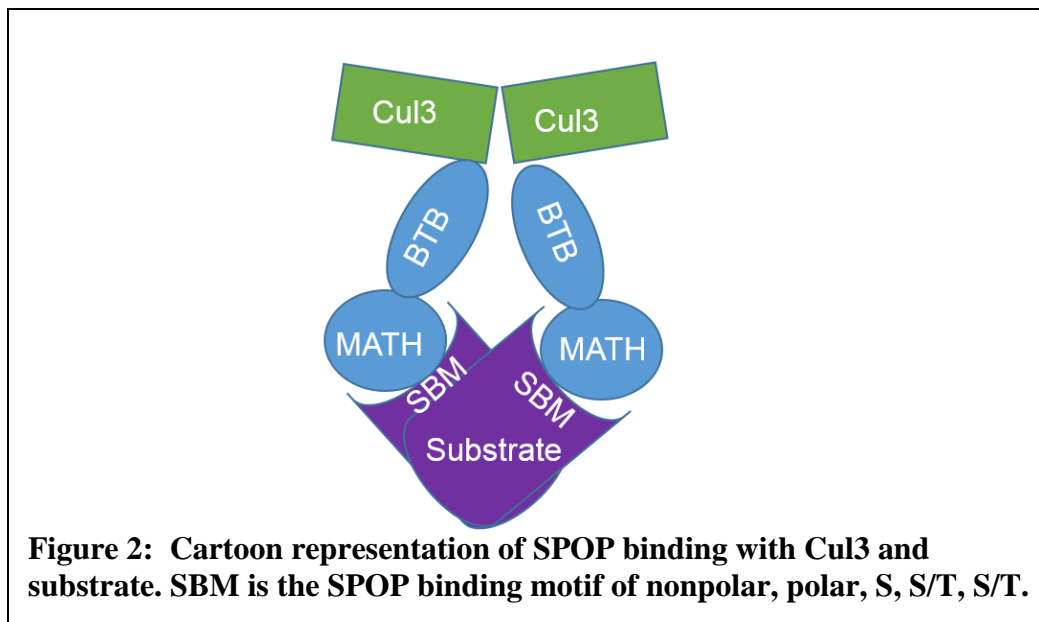 Cul3
Cul3
BTB
BTB
MATH
MATH
SBM
SBM
Substrate
Figure 2: Cartoon representation of SPOP binding with Cul3 and
substrate. SBM is the SPOP binding motif of nonpolar, polar, S, S/T, S/T.